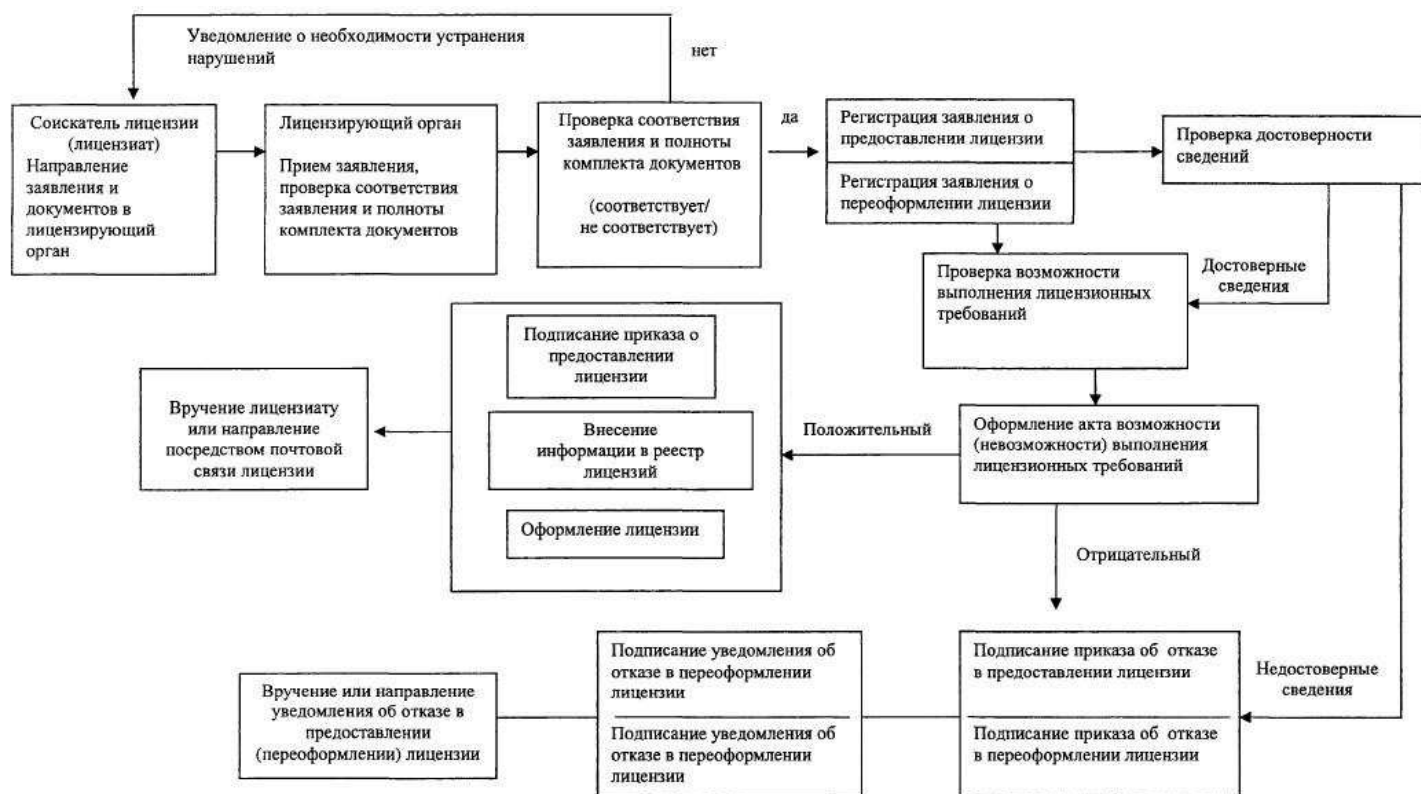 Уведомление о необходимости устранения
нарушений
нет
Соискатель лицензии
(лицензиат)
Направление
заявления и
документов в
лицензирующий
орган
Лицензирующий орган
Прием заявления,
проверка соответствия
заявления и полноты
комплекта документов
Проверка соответствия
заявления и полноты
комплекта документов
(соответствует/
не соответствует)
да
Регистрация заявления о
предоставлении лицензии
Регистрация заявления о
переоформлении лицензии
Проверка достоверности
сведений
Достоверные
сведения
Проверка возможности
выполнения лицензионных
требований
Подписание приказа о
предоставлении
лицензии
Внесение
информации в реестр
лицензий
Оформление лицензии
Вручение лицензиату
или направление
посредством почтовой
связи лицензии
Положительный
Оформление акта возможности
(невозможности) выполнения
лицензионных требований
Отрицательный
Вручение или направление
уведомления об отказе в
предоставлении
(переоформлении) лицензии
Подписание уведомления об
отказе в переоформлении
лицензии
Подписание уведомления об
отказе в переоформлении
лицензии
Подписание приказа об отказе
в предоставлении лицензии
Подписание приказа об отказе
в переоформлении лицензии
Недостоверные
сведения